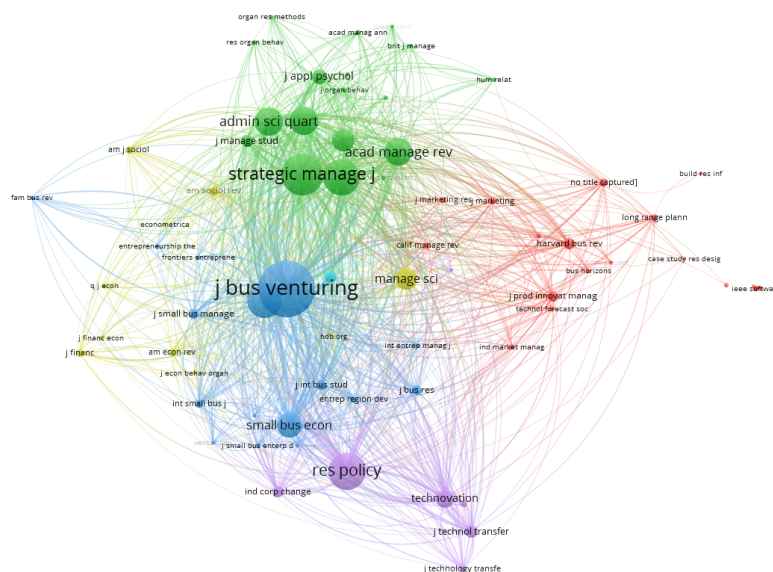 organ res methods
acad manag ann
res organ behav
brit j manage
j appl psychol
hum relat
j organ behav
admin sci quart
j manage stud
am j sociol
acad manage rev
strategic manage j
build res inf
no title captured]
am sociol rev
fam bus rev
j marketing res
j marketing
long range plann
econometrica
entrepreneurship the
calif manage rev
harvard bus rev
frontiers entreprene
case study res desig
bus horizons
manage sci
j bus venturing
q j econ
ieee softwa
j prod innovat manag
technol forecast soc
j small bus manage
j financ econ
hdb org
j financ
am econ rev
int entrep manag j
ind market manag
j econ behav organ
j int bus stud
j bus res
entrep region dev
int small bus j
small bus econ
j small bus enterp d
res policy
ind corp change
technovation
j technol transfer
j technology transfe